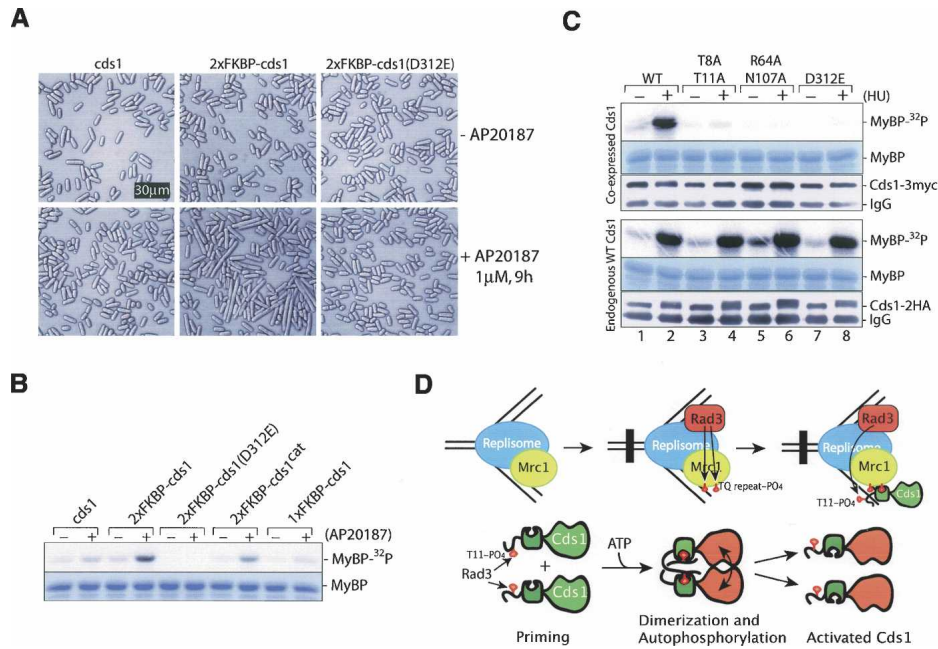 A
cds1 2xFKBP-cds1 2xFKBP-cds1(D312E)
- AP20187
30μm
+ AP20187
1μM, 9h
B
cds1
2xFKBP-cds1
2xFKBP-cds1(D312E)
2xFKBP-cds1cat
1xFKBP-cds1
– + – + – + – + – + (AP20187)
MyBP-32P
MyBP
C
WT T8A T11A R64A N107A D312E
– + – + – + – + (HU)
Co-expressed Cds1
MyBP-32P
MyBP
Cds1-3myc
IgG
Endogenous WT Cds1
MyBP-32P
MyBP
Cds1-2HA
IgG
1 2 3 4 5 6 7 8
D
Replisome
Mrc1
Rad3
Replisome
Mrc1
TQ repeat-PO4
Rad3
Replisome
Mrc1
T11-PO4
Cds1
T11-PO4
Cds1
Rad3
+
Cds1
ATP
Priming
Dimerization and
Autophosphorylation
Activated Cds1